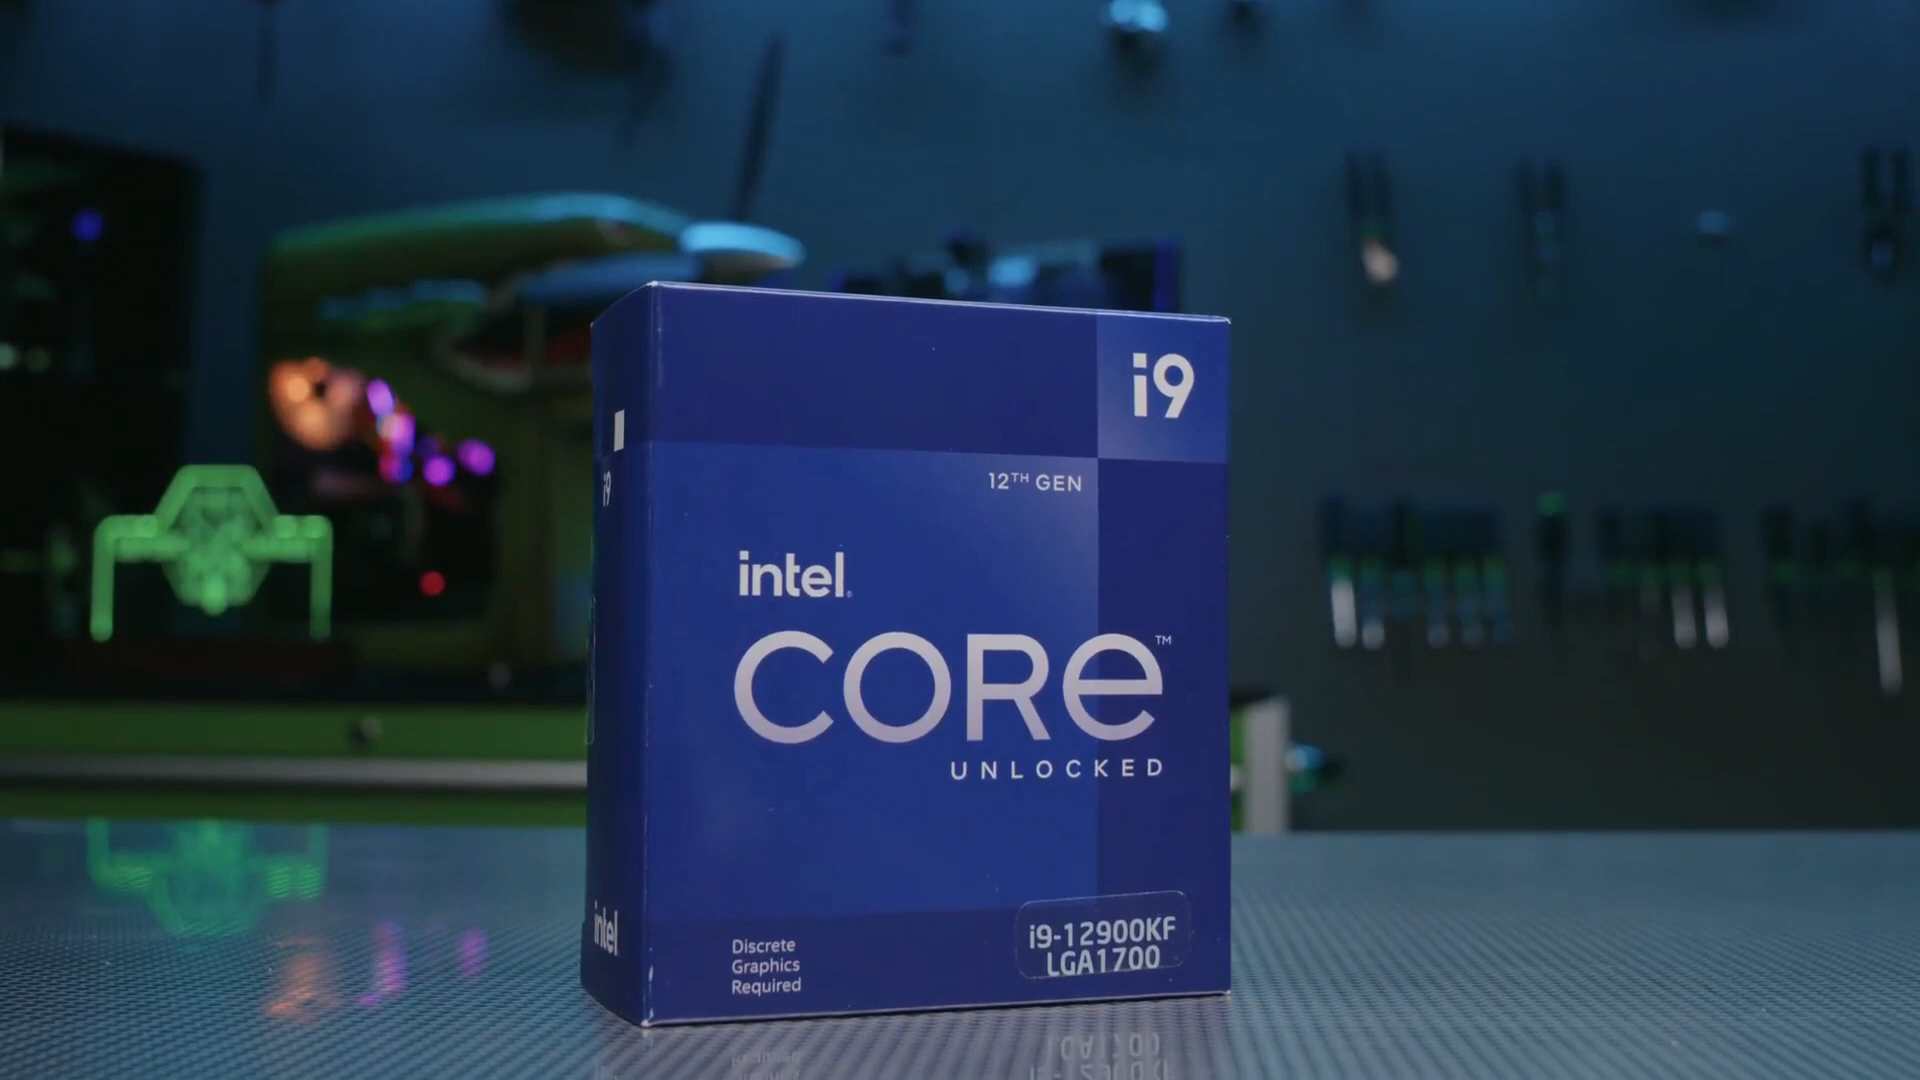 i9
i9
12TH GEN
intel.
CORE™
UNLOCKED
intel
Discrete
Graphics
Required
i9-12900KF
LGA1700